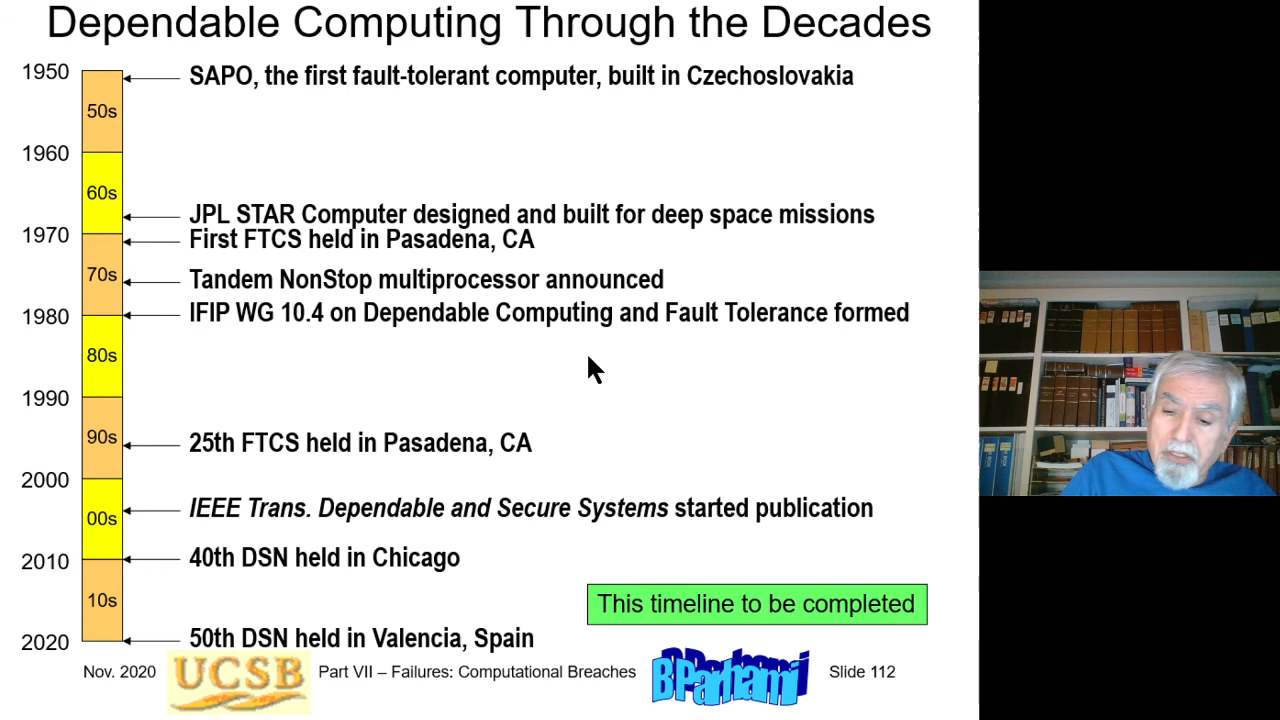 Dependable Computing Through the Decades
1950
SAPO, the first fault-tolerant computer, built in Czechoslovakia
50s
1960
60s
JPL STAR Computer designed and built for deep space missions
1970
First FTCS held in Pasadena, CA
70s
Tandem NonStop multiprocessor announced
1980
IFIP WG 10.4 on Dependable Computing and Fault Tolerance formed
80s
1990
90s
25th FTCS held in Pasadena, CA
2000
00s
IEEE Trans. Dependable and Secure Systems started publication
2010
40th DSN held in Chicago
10s
This timeline to be completed
2020
50th DSN held in Valencia, Spain
Nov. 2020
UCSB
Part VII – Failures: Computational Breaches
B Parhami
Slide 112